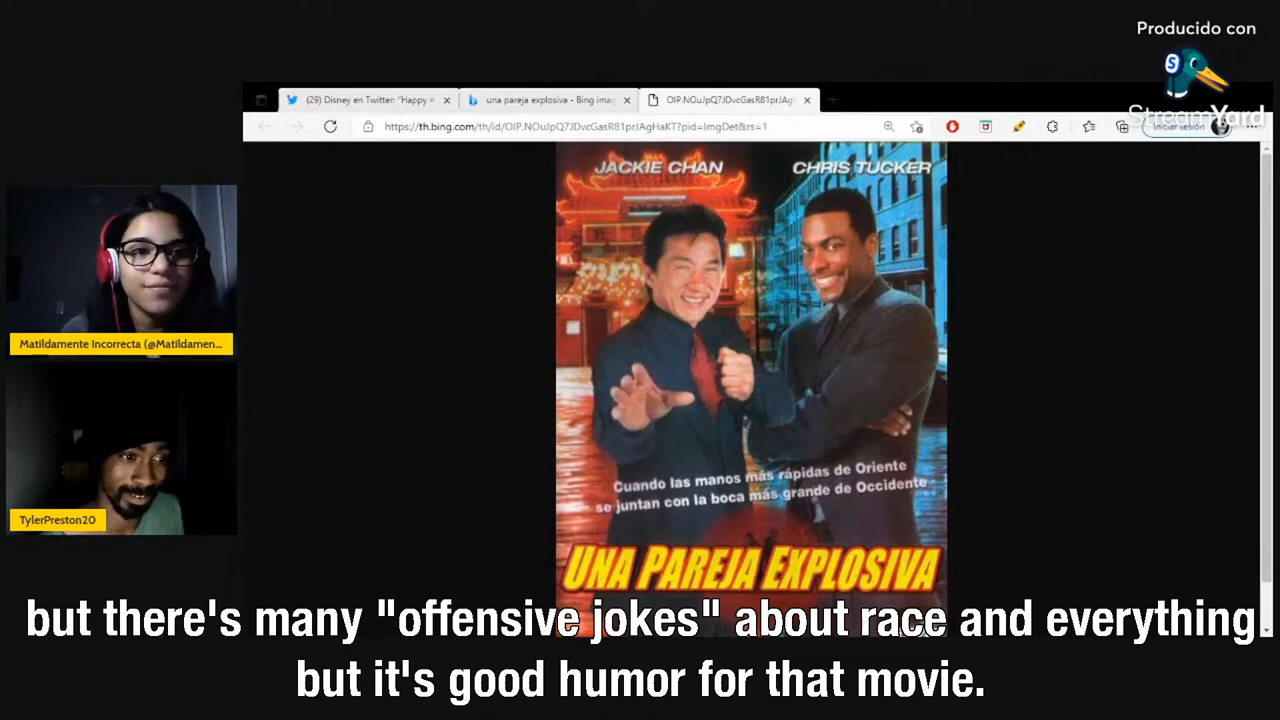 Producido con
StreamYard
(29) Disney en Twitter: "Happy
una pareja explosiva - Bing imag
OIP.NOuJpQ7JDvcGasR81prJAgH
https://th.bing.com/th/id/OIP.NOuJpQ7JDvcGasR81prJAgHaKT?pid=ImgDet&rs=1
Iniciar sesión
JACKIE CHAN
CHRIS TUCKER
Cuando las manos más rápidas de Oriente
se juntan con la boca más grande de Occidente
UNA PAREJA EXPLOSIVA
Matildamente Incorrecta (@Matildamen...
TylerPreston20
but there's many "offensive jokes" about race and everything
but it's good humor for that movie.